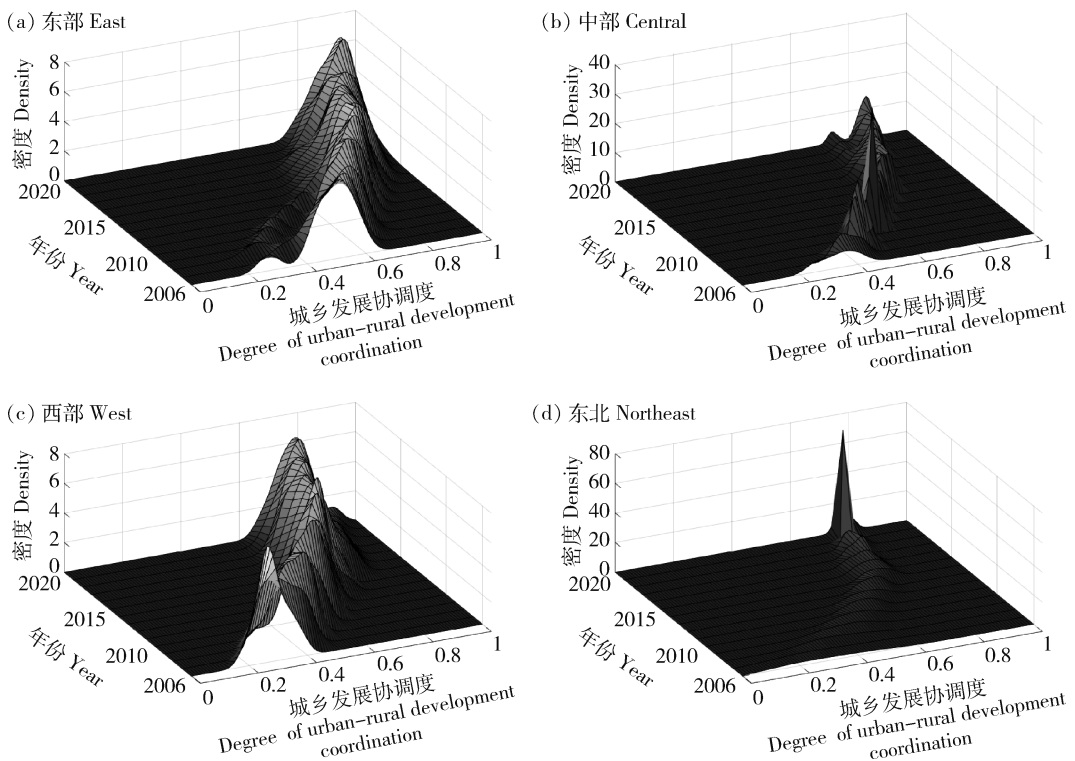 (a) 东部 East
8
6
4
2
0
密度 Density
2020
2015
2010
2006
年份 Year
0
0.2
0.4
0.6
0.8
1
城乡发展协调度
Degree of urban-rural development
coordination
(b) 中部 Central
40
30
20
10
0
密度 Density
2020
2015
2010
2006
年份 Year
0
0.2
0.4
0.6
0.8
1
城乡发展协调度
Degree of urban-rural development
coordination
(c) 西部 West
8
6
4
2
0
密度 Density
2020
2015
2010
2006
年份 Year
0
0.2
0.4
0.6
0.8
1
城乡发展协调度
Degree of urban-rural development
coordination
(d) 东北 Northeast
80
60
40
20
0
密度 Density
2020
2015
2010
2006
年份 Year
0
0.2
0.4
0.6
0.8
1
城乡发展协调度
Degree of urban-rural development
coordination